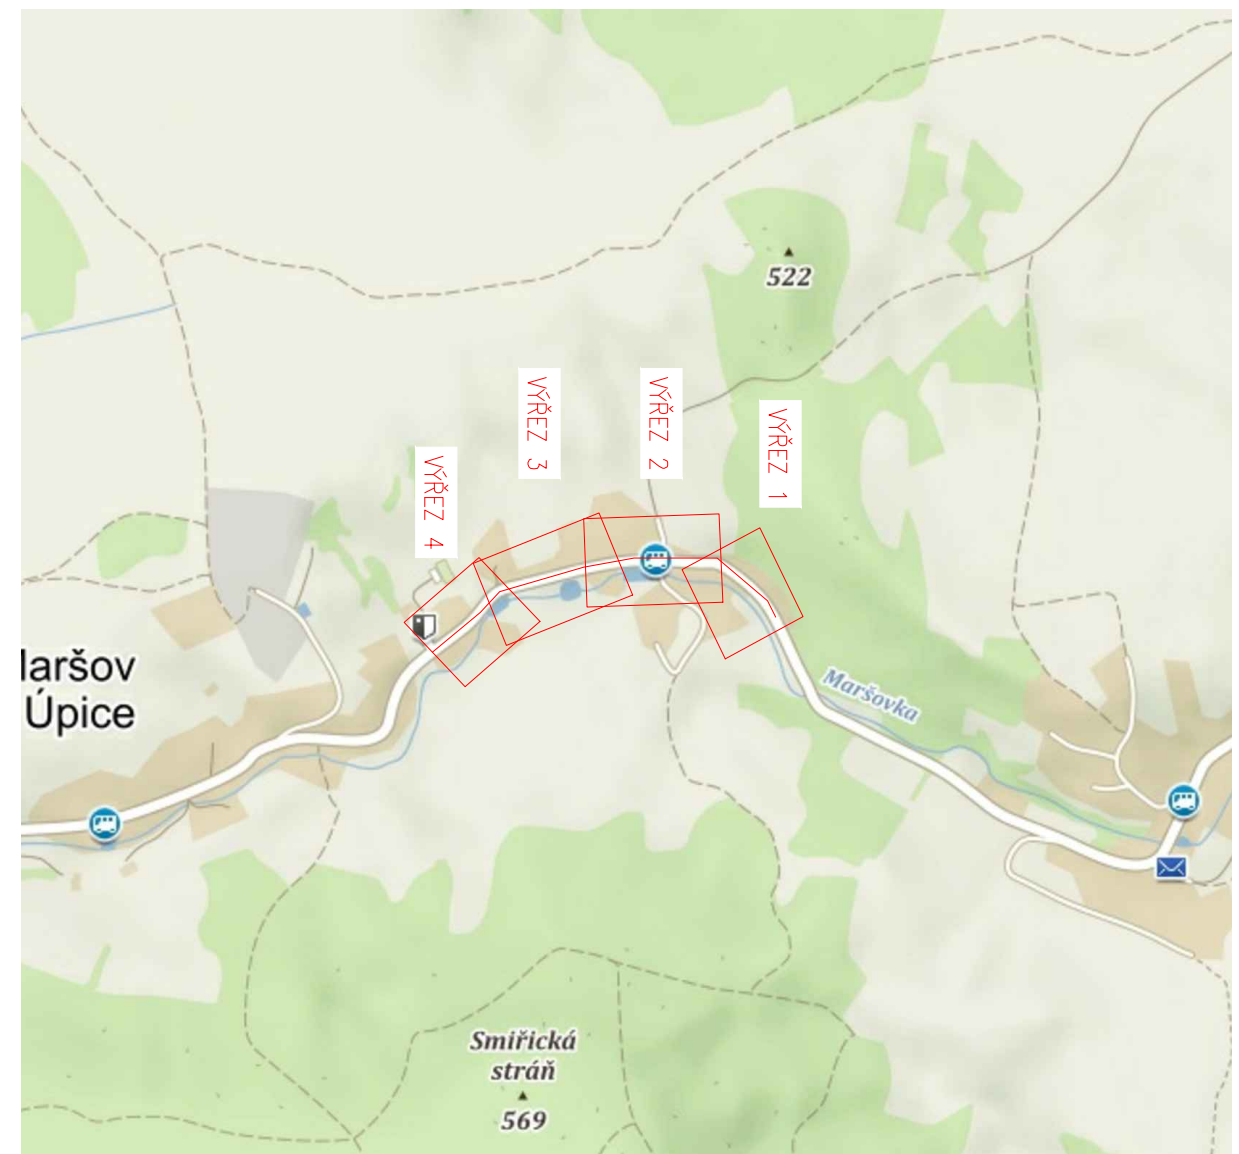 522
VÝŘEZ 3
VÝŘEZ 2
VÝŘEZ 1
VÝŘEZ 4
laršov
Úpice
Maršovka
Smiřická
stráň
569